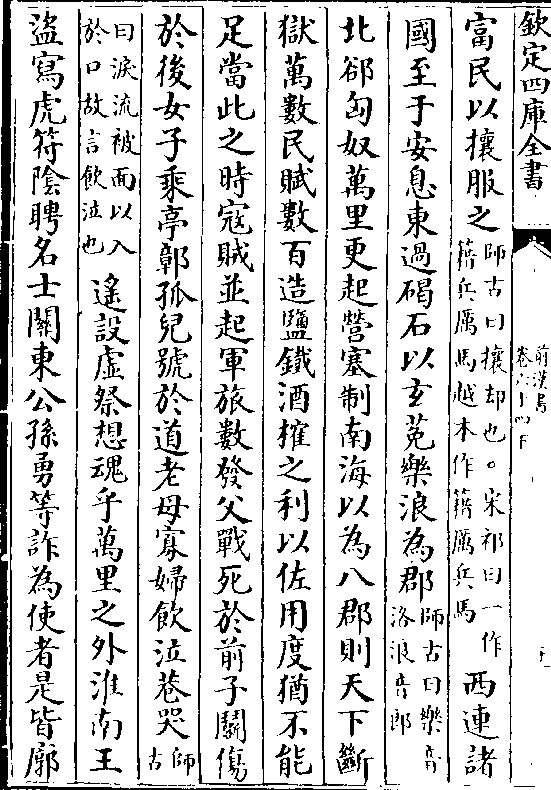 欽定四庫全書
前漢書
卷六十四下
富民以攘服之師古曰攘却也。宋祁曰一作
籍兵厲馬越本作籍厲兵馬西連諸
國至于安息東過碣石以玄菟樂浪為郡師古曰樂音
洛浪音郎
北郤匈奴萬里更起營塞制南海以為八郡則天下斷
獄萬數民賦數百造鹽鐵酒榷之利以佐用度猶不能
足當此之時寇賊並起軍旅數發父戰死於前子鬭傷
於後女子乘亭鄣孤兒號於道老母寡婦飲泣巷哭師古
曰淚流被面以入
於口故言飲泣也遙設虛祭想魂乎萬里之外淮南王
盜寫虎符陰聘名士關東公孫勇等詐為使者是皆廓